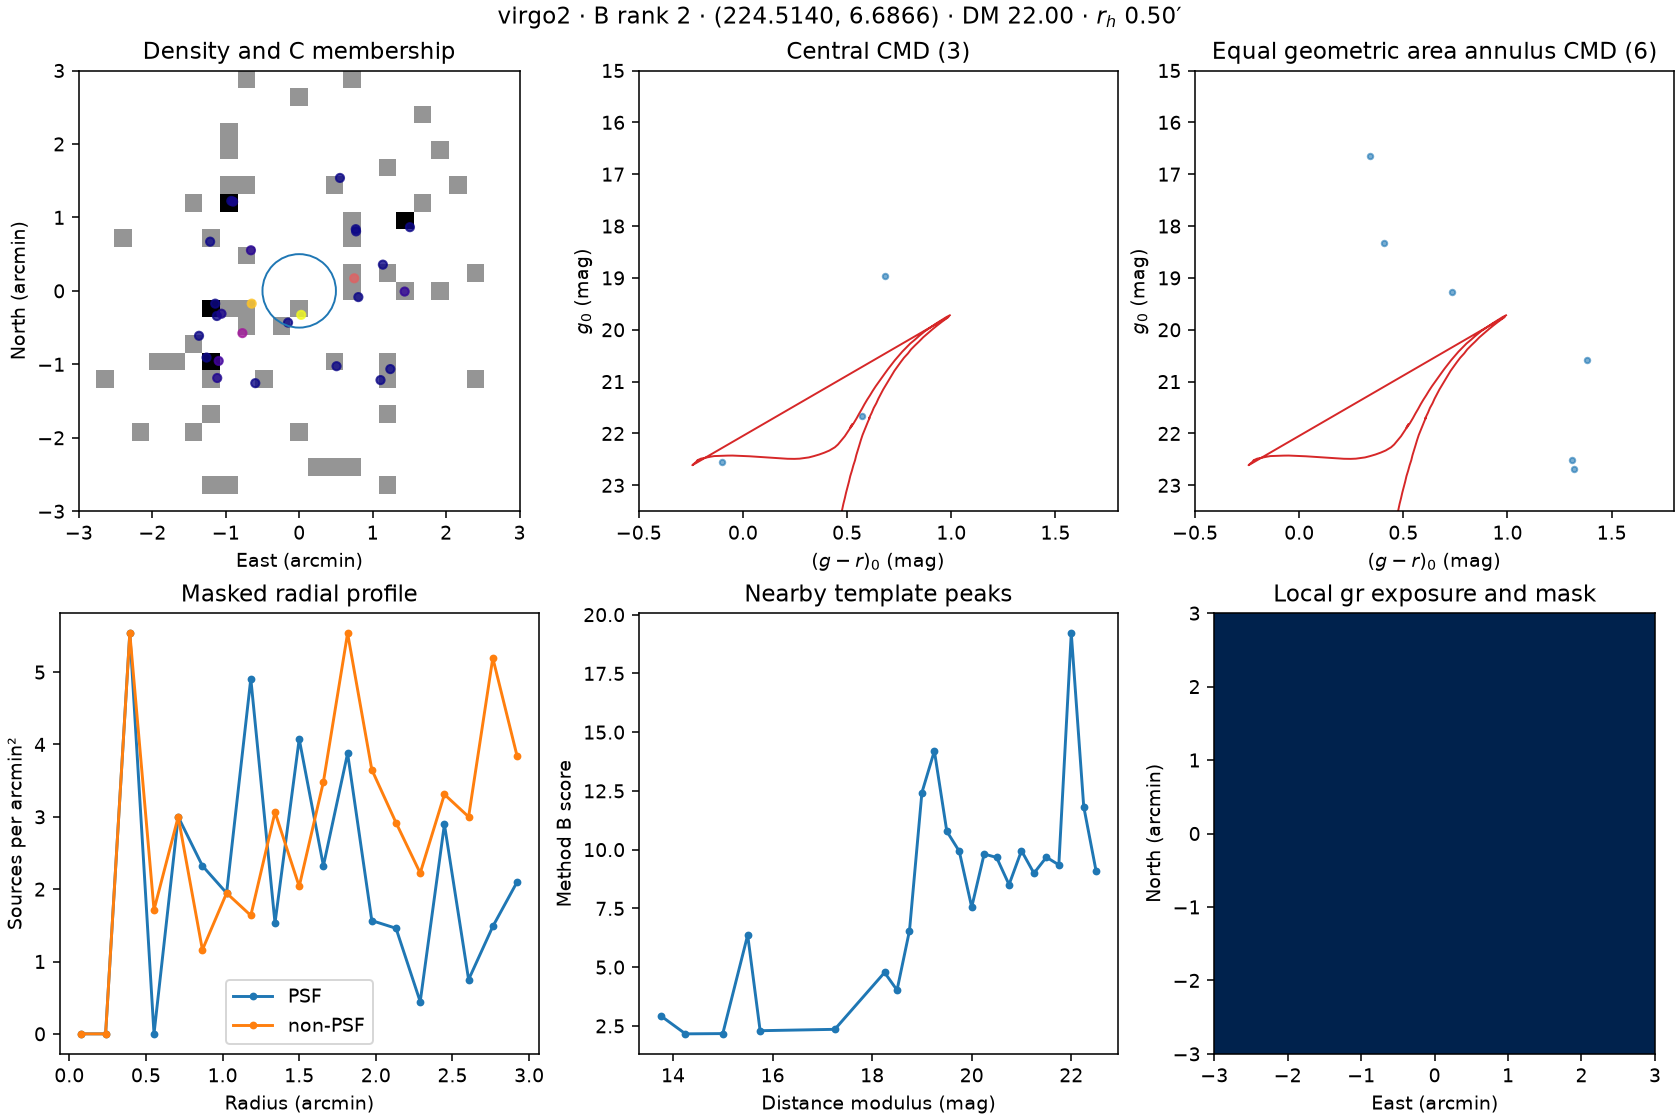 virgo2 · B rank 2 · (224.5140, 6.6866) · DM 22.00 · rₕ 0.50′
Density and C membership
3
2
1
0
−1
−2
−3
−3 −2 −1 0 1 2 3
North (arcmin)
East (arcmin)
Central CMD (3)
15
16
17
18
19
20
21
22
23
−0.5 0.0 0.5 1.0 1.5
g₀ (mag)
(g − r)₀ (mag)
Equal geometric area annulus CMD (6)
15
16
17
18
19
20
21
22
23
−0.5 0.0 0.5 1.0 1.5
g₀ (mag)
(g − r)₀ (mag)
Masked radial profile
5
4
3
2
1
0
0.0 0.5 1.0 1.5 2.0 2.5 3.0
Sources per arcmin²
Radius (arcmin)
PSF
non-PSF
Nearby template peaks
20.0
17.5
15.0
12.5
10.0
7.5
5.0
2.5
14 16 18 20 22
Method B score
Distance modulus (mag)
Local gr exposure and mask
3
2
1
0
−1
−2
−3
−3 −2 −1 0 1 2 3
North (arcmin)
East (arcmin)